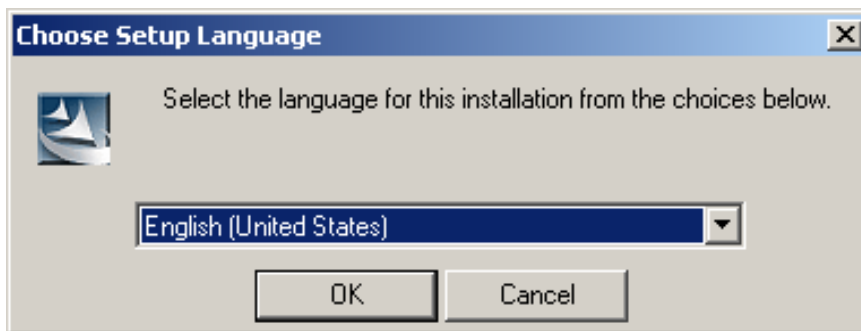 Choose Setup Language
Select the language for this installation from the choices below.
English (United States)
OK
Cancel